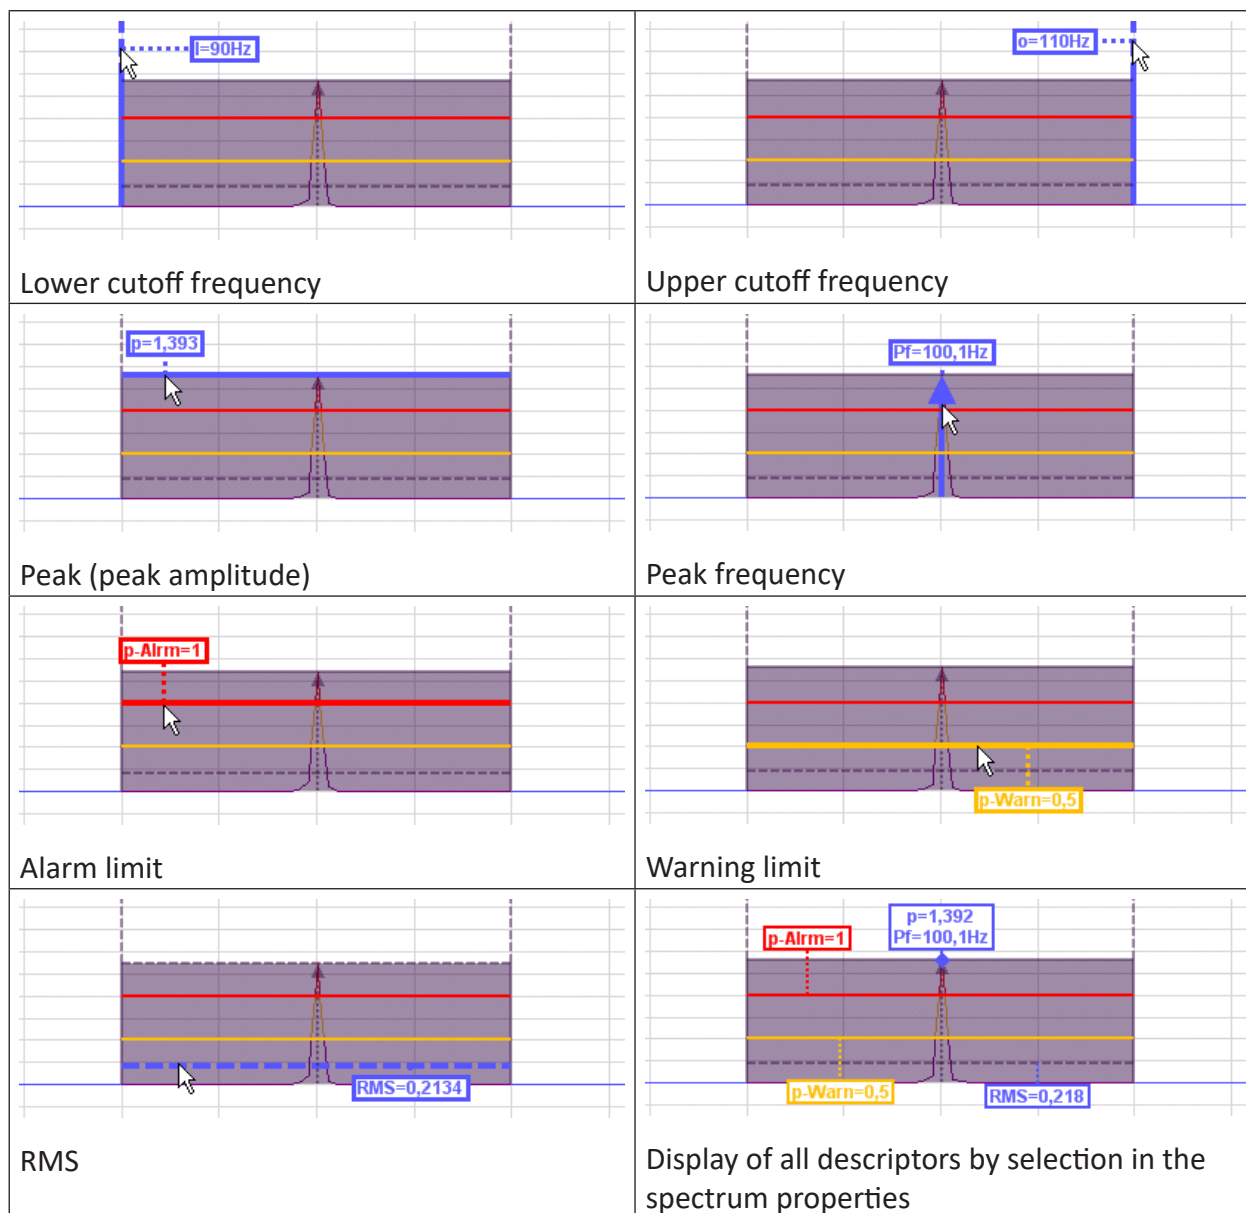 l=90Hz
Lower cutoff frequency
o=110Hz
Upper cutoff frequency
p=1,393
Peak (peak amplitude)
Pf=100,1Hz
Peak frequency
p-Alrm=1
Alarm limit
p-Warn=0,5
Warning limit
RMS=0,2134
RMS
p=1,392
Pf=100,1Hz
p-Alrm=1
p-Warn=0,5
RMS=0,218
Display of all descriptors by selection in the
spectrum properties